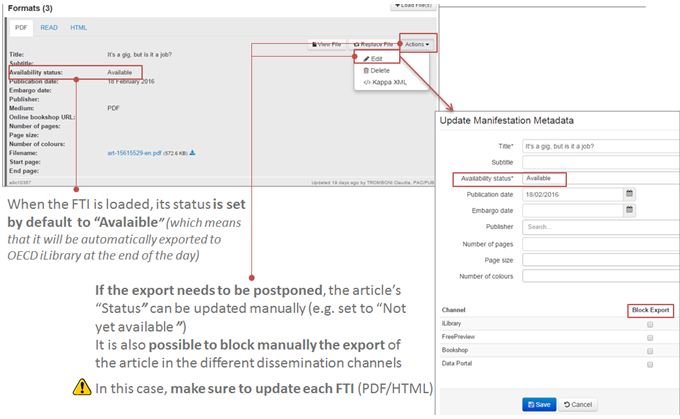 Formats (3)
+ Load File(s)
PDF READ HTML
View File Replace File Actions
Title: It's a gig, but is it a job?
Subtitle:
Availability status: Available
Publication date: 18 February 2016
Embargo date:
Publisher:
Medium: PDF
Online bookshop URL:
Number of pages:
Page size:
Number of colours:
Filename: art-15615529-en.pdf (572.6 KB)
Start page:
End page:
Updated 19 days ago by TROMBONI Claudia, PAC/PUB
Edit
Delete
</> Kappa XML
When the FTI is loaded, its status is set
by default to “Avalaible” (which means
that it will be automatically exported to
OECD iLibrary at the end of the day)
If the export needs to be postponed, the article’s
“Status” can be updated manually (e.g. set to “Not
yet available ”)
It is also possible to block manually the export of
the article in the different dissemination channels
In this case, make sure to update each FTI (PDF/HTML)
Update Manifestation Metadata
Title* It's a gig, but is it a job?
Subtitle
Availability status* Available
Publication date 18/02/2016
Embargo date
Publisher Search...
Number of pages
Page size
Number of colours
Channel Block Export
iLibrary
FreePreview
Bookshop
Data Portal
Save Cancel